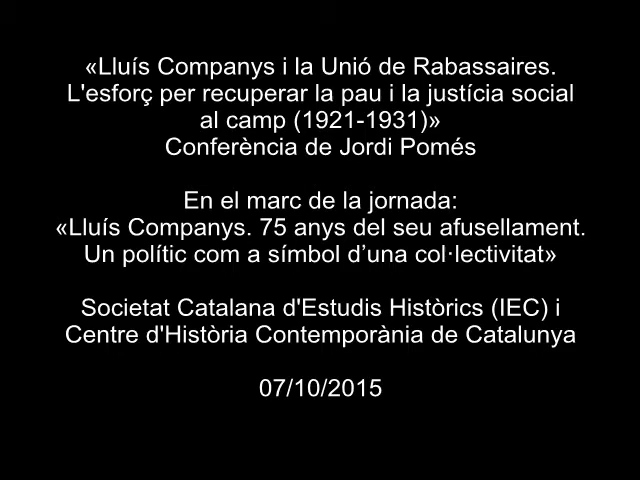 «Lluís Companys i la Unió de Rabassaires.
L'esforç per recuperar la pau i la justícia social
al camp (1921-1931)»
Conferència de Jordi Pomés
En el marc de la jornada:
«Lluís Companys. 75 anys del seu afusellament.
Un polític com a símbol d’una col·lectivitat»
Societat Catalana d'Estudis Històrics (IEC) i
Centre d'Història Contemporània de Catalunya
07/10/2015